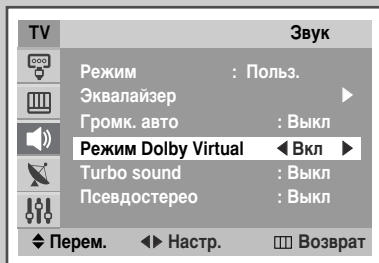 TV Звук
Режим : Польз.
Эквалайзер
Громк. авто : Выкл
Режим Dolby Virtual Вкл
Turbo sound : Выкл
Псевдостерео : Выкл
Перем. Настр. Возврат